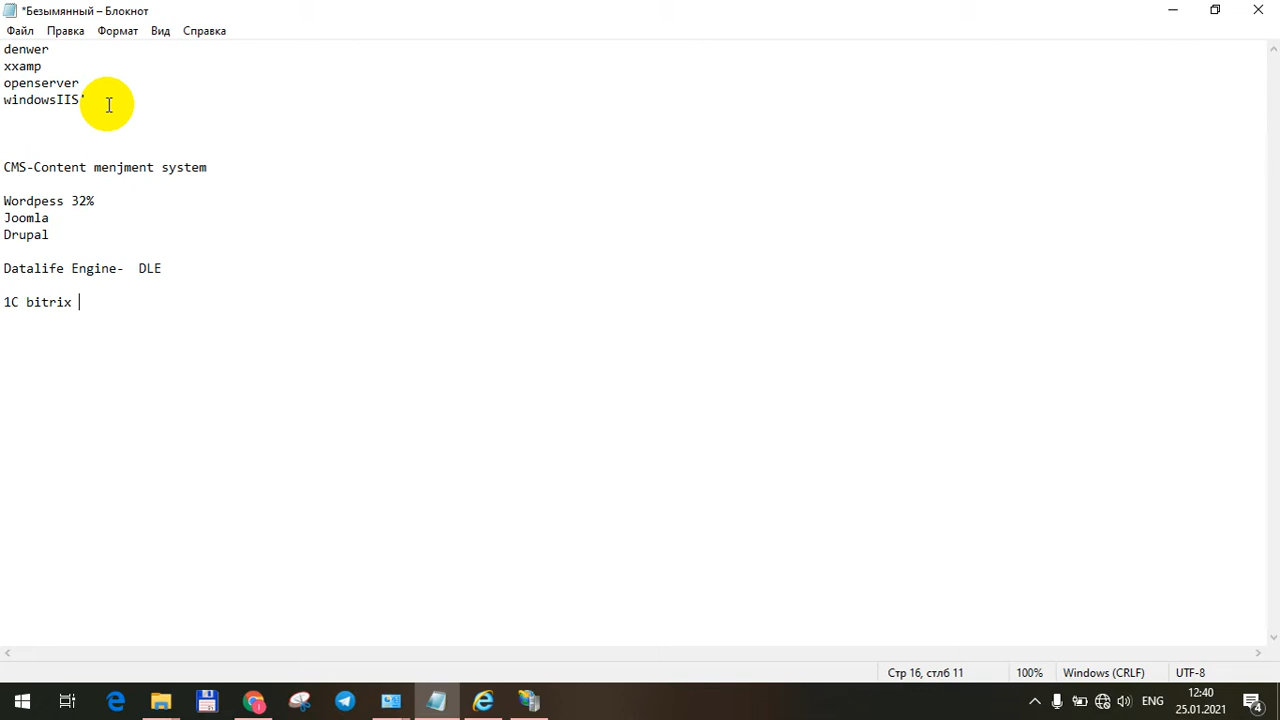 *Безымянный – Блокнот
Файл Правка Формат Вид Справка
denwer
xxamp
openserver
windowsIIS
CMS-Content menjment system
Wordpess 32%
Joomla
Drupal
Datalife Engine- DLE
1C bitrix
Стр 16, стлб 11 100% Windows (CRLF) UTF-8
ENG 12:40
25.01.2021 4